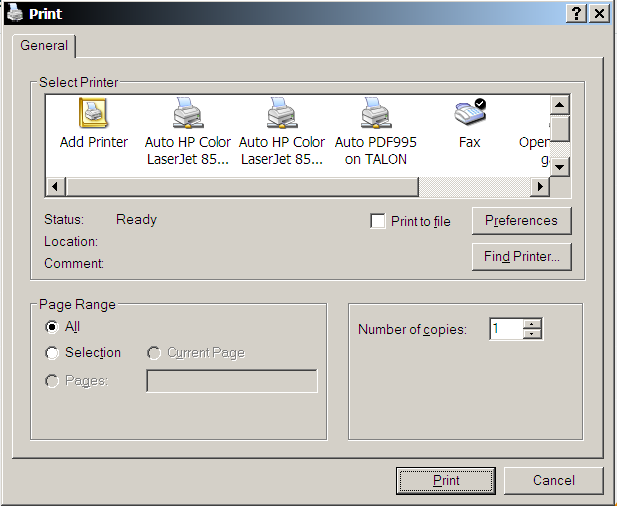 Print
General
Select Printer
Add Printer
Auto HP Color
LaserJet 85...
Auto HP Color
LaserJet 85...
Auto PDF995
on TALON
Fax
Open
g
Status: Ready
Print to file
Preferences
Location:
Find Printer...
Comment:
Page Range
All
Selection
Current Page
Pages:
Number of copies: 1
Print
Cancel